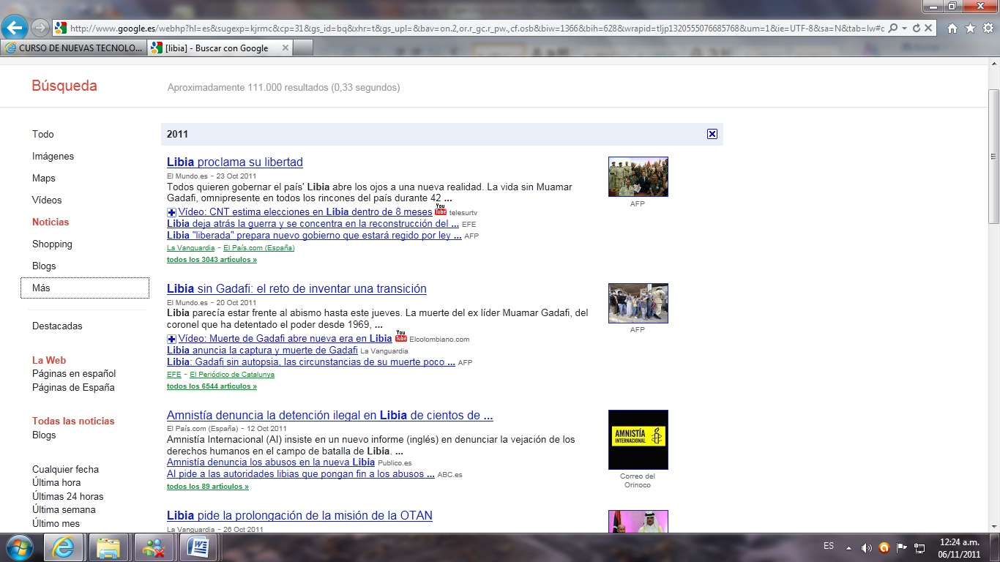 http://www.google.es/webhp?hl=es&sugexp=kjrmc&cp=31&gs_id=bq&xhr=t&gs_upl=&bav=on.2,or.r_gc.r_pw.,cf.osb&biw=1366&bih=628&wrapid=tljp1320555076685768&um=1&ie=UTF-8&sa=N&tab=lw#q
CURSO DE NUEVAS TECNOLO...
[libia] - Buscar con Google
Búsqueda
Aproximadamente 111.000 resultados (0,33 segundos)
Todo
Imágenes
Maps
Vídeos
Noticias
Shopping
Blogs
Más
Destacadas
La Web
Páginas en español
Páginas de España
Todas las noticias
Blogs
Cualquier fecha
Última hora
Últimas 24 horas
Última semana
Último mes
2011
Libia proclama su libertad
El Mundo.es - 23 Oct 2011
Todos quieren gobernar el país' Libia abre los ojos a una nueva realidad. La vida sin Muamar
Gadafi, omnipresente en todos los rincones del país durante 42 ...
Vídeo: CNT estima elecciones en Libia dentro de 8 meses You Tube telesurtv
Libia deja atrás la guerra y se concentra en la reconstrucción del ... EFE
Libia "liberada" prepara nuevo gobierno que estará regido por ley ... AFP
La Vanguardia - El País.com (España)
todos los 3043 artículos »
AFP
Libia sin Gadafi: el reto de inventar una transición
El Mundo.es - 20 Oct 2011
Libia parecía estar frente al abismo hasta este jueves. La muerte del ex líder Muamar Gadafi, del
coronel que ha detentado el poder desde 1969, ...
Vídeo: Muerte de Gadafi abre nueva era en Libia You Tube Elcolombiano.com
Libia anuncia la captura y muerte de Gadafi La Vanguardia
Libia: Gadafi sin autopsia, las circunstancias de su muerte poco ... AFP
EFE - El Periódico de Catalunya
todos los 6544 artículos »
AFP
Amnistía denuncia la detención ilegal en Libia de cientos de ...
El País.com (España) - 12 Oct 2011
Amnistía Internacional (AI) insiste en un nuevo informe (inglés) en denunciar la vejación de los
derechos humanos en el campo de batalla de Libia. ...
Amnistía denuncia los abusos en la nueva Libia Publico.es
AI pide a las autoridades libias que pongan fin a los abusos ... ABC.es
todos los 89 artículos »
AMNISTÍA
INTERNACIONAL
Correo del
Orinoco
Libia pide la prolongación de la misión de la OTAN
La Vanguardia - 26 Oct 2011
ES
12:24 a.m.
06/11/2011